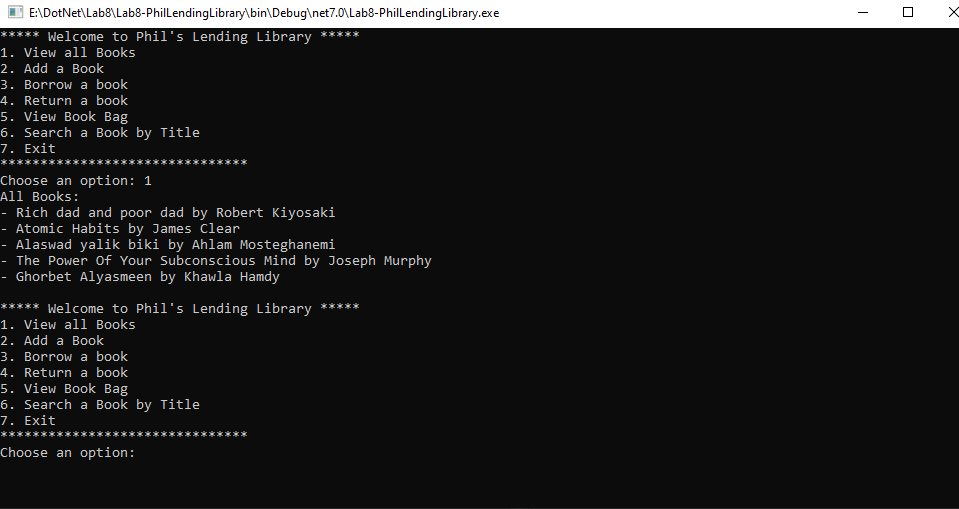 E:\DotNet\Lab8\Lab8-PhilLendingLibrary\bin\Debug\net7.0\Lab8-PhilLendingLibrary.exe
***** Welcome to Phil's Lending Library *****
1. View all Books
2. Add a Book
3. Borrow a book
4. Return a book
5. View Book Bag
6. Search a Book by Title
7. Exit
*******************************
Choose an option: 1
All Books:
- Rich dad and poor dad by Robert Kiyosaki
- Atomic Habits by James Clear
- Alaswad yalik biki by Ahlam Mosteghanemi
- The Power Of Your Subconscious Mind by Joseph Murphy
- Ghorbet Alyasmeen by Khawla Hamdy
***** Welcome to Phil's Lending Library *****
1. View all Books
2. Add a Book
3. Borrow a book
4. Return a book
5. View Book Bag
6. Search a Book by Title
7. Exit
*******************************
Choose an option: